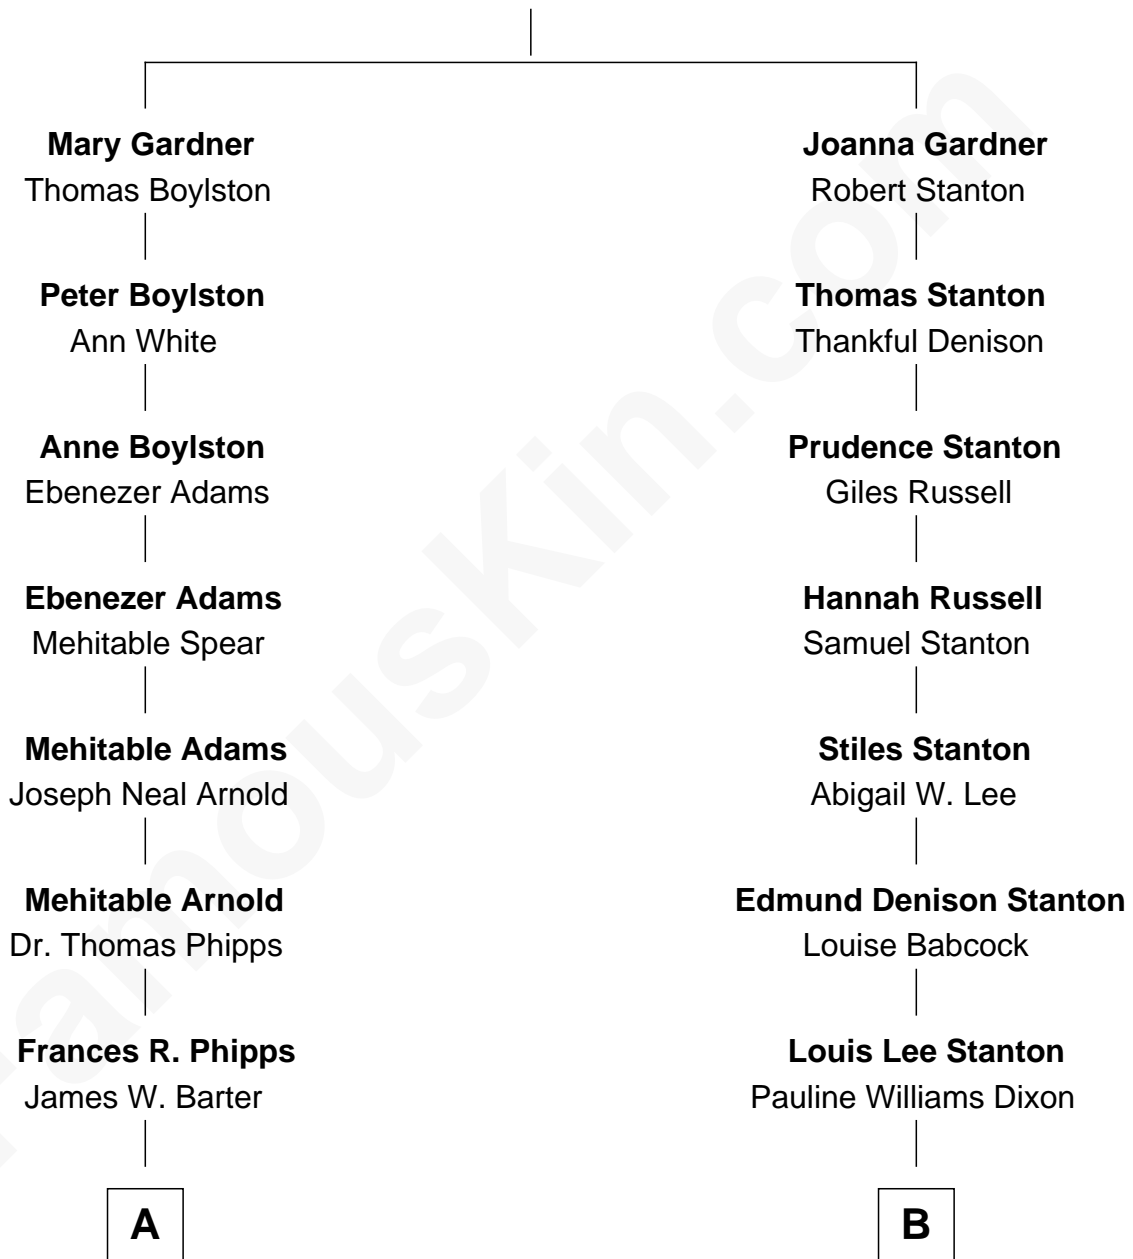 Mary Gardner
Thomas Boylston
Joanna Gardner
Robert Stanton
Peter Boylston
Ann White
Thomas Stanton
Thankful Denison
Anne Boylston
Ebenezer Adams
Prudence Stanton
Giles Russell
Ebenezer Adams
Mehitable Spear
Hannah Russell
Samuel Stanton
Mehitable Adams
Joseph Neal Arnold
Stiles Stanton
Abigail W. Lee
Mehitable Arnold
Dr. Thomas Phipps
Edmund Denison Stanton
Louise Babcock
Frances R. Phipps
James W. Barter
Louis Lee Stanton
Pauline Williams Dixon
A
B
FamousKin.com